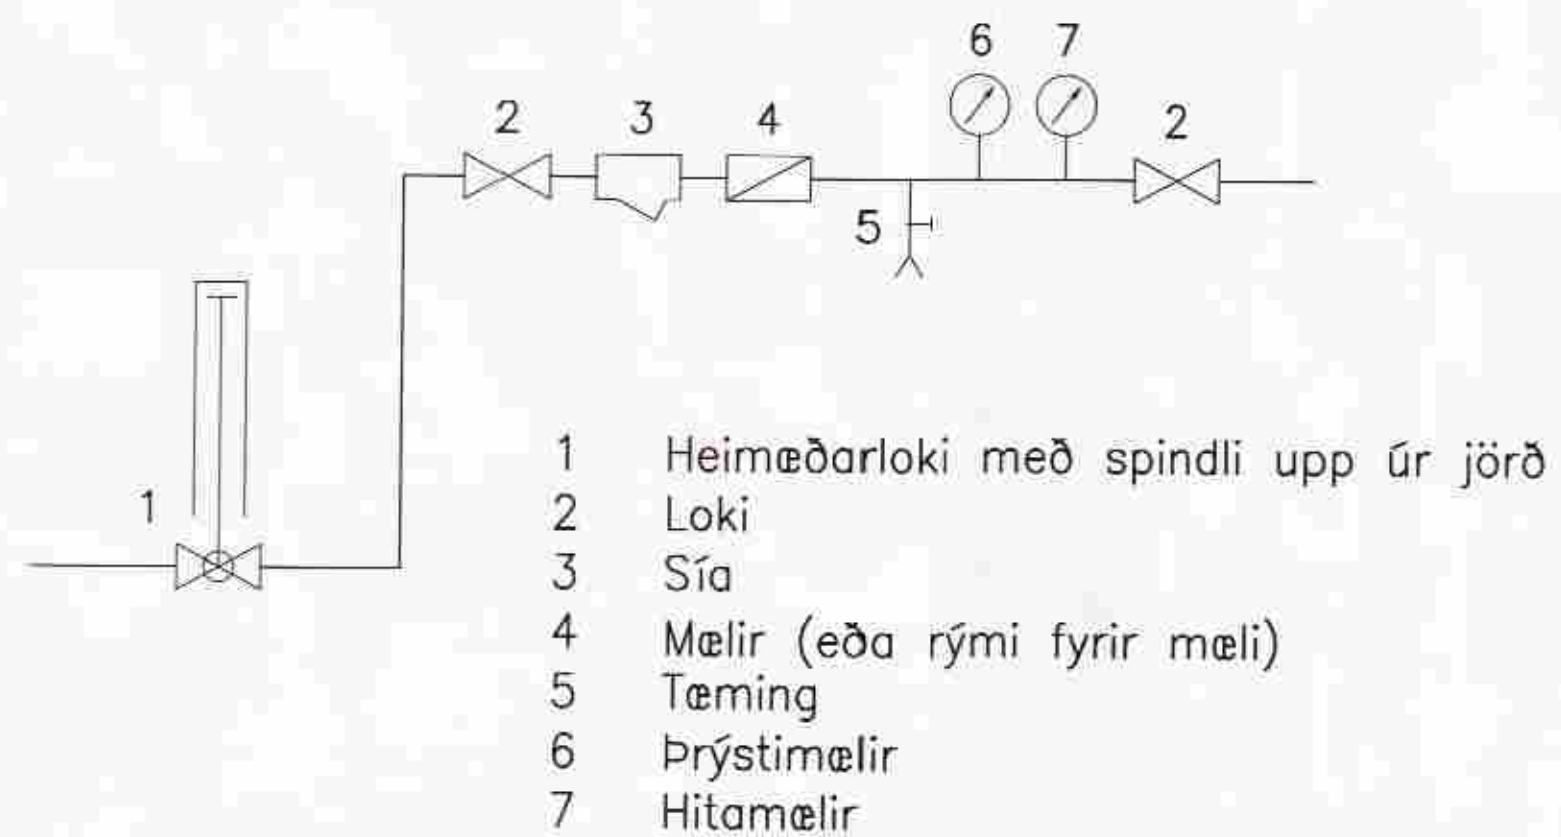 6 7
2 3 4 2
5
1
1 Heimæðarloki með spindli upp úr jörð
2 Loki
3 Sía
4 Mælir (eða rými fyrir mæli)
5 Tæming
6 Þrýstimælir
7 Hitamælir